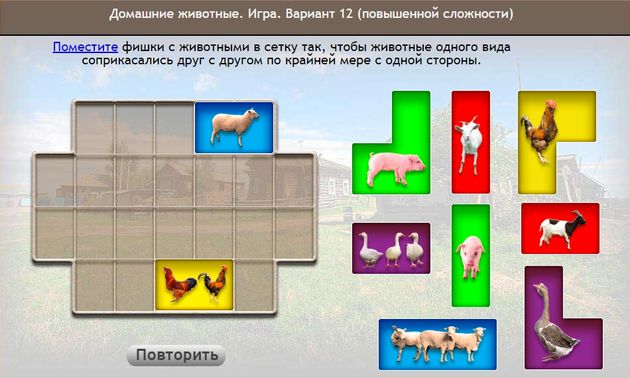 Домашние животные. Игра. Вариант 12 (повышенной сложности)
Поместите фишки с животными в сетку так, чтобы животные одного вида
соприкасались друг с другом по крайней мере с одной стороны.
Повторить